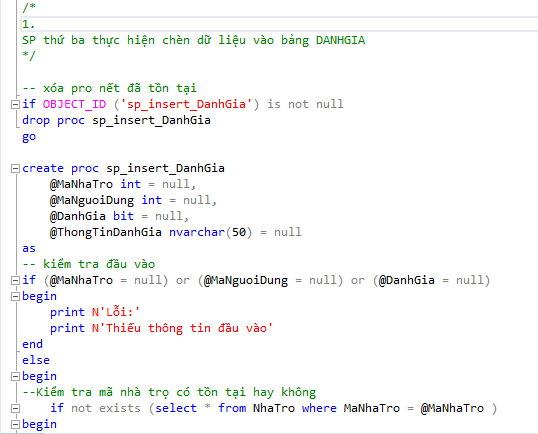 /*
1.
SP thứ ba thực hiện chèn dữ liệu vào bảng DANHGIA
*/
-- xóa pro nết đã tồn tại
if OBJECT_ID ('sp_insert_DanhGia') is not null
drop proc sp_insert_DanhGia
go
create proc sp_insert_DanhGia
@MaNhaTro int = null,
@MaNguoiDung int = null,
@DanhGia bit = null,
@ThongTinDanhGia nvarchar(50) = null
as
-- kiểm tra đầu vào
if (@MaNhaTro = null) or (@MaNguoiDung = null) or (@DanhGia = null)
begin
print N'Lỗi:'
print N'Thiếu thông tin đầu vào'
end
else
begin
--Kiểm tra mã nhà trọ có tồn tại hay không
if not exists (select * from NhaTro where MaNhaTro = @MaNhaTro )
begin